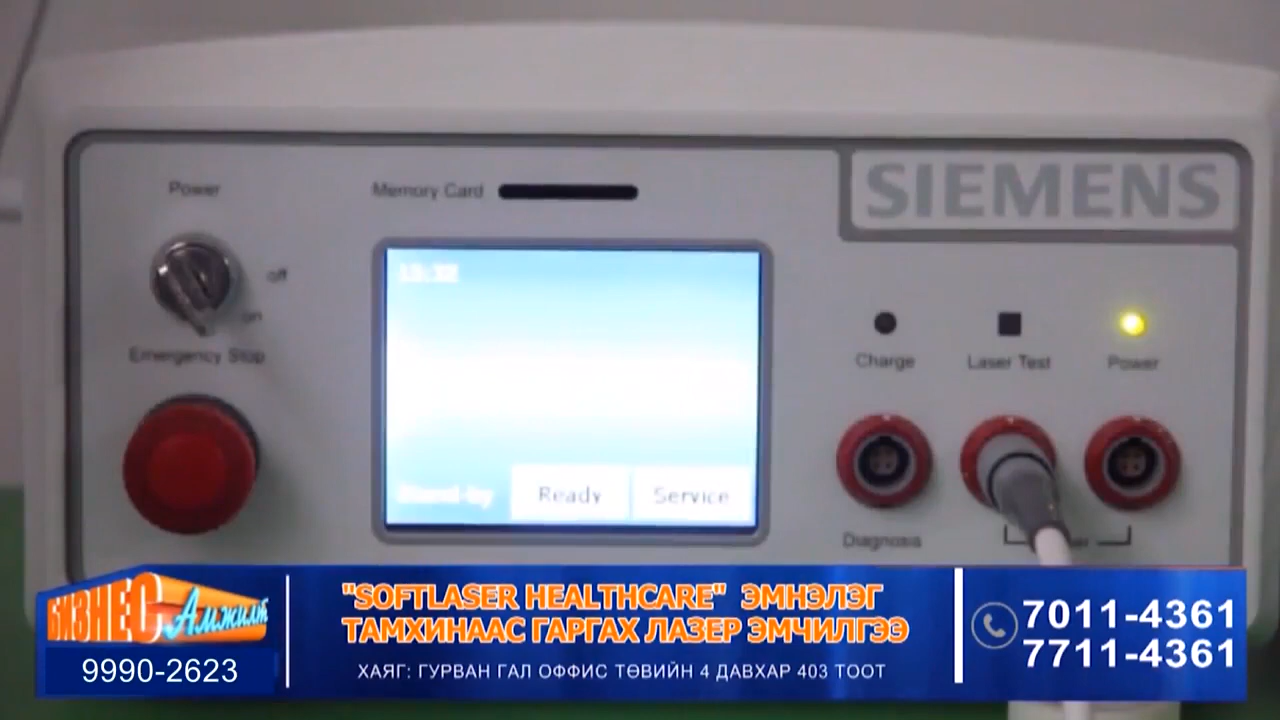 Power
Memory Card
SIEMENS
off
on
Emergency Stop
Charge
Laser Test
Power
Ready
Service
Diagnosis
БИЗНЕС
Амжилт
9990-2623
"SOFTLASER HEALTHCARE" ЭМНЭЛЭГ
ТАМХИНААС ГАРГАХ ЛАЗЕР ЭМЧИЛГЭЭ
ХАЯГ: ГУРВАН ГАЛ ОФФИС ТӨВИЙН 4 ДАВХАР 403 ТООТ
7011-4361
7711-4361